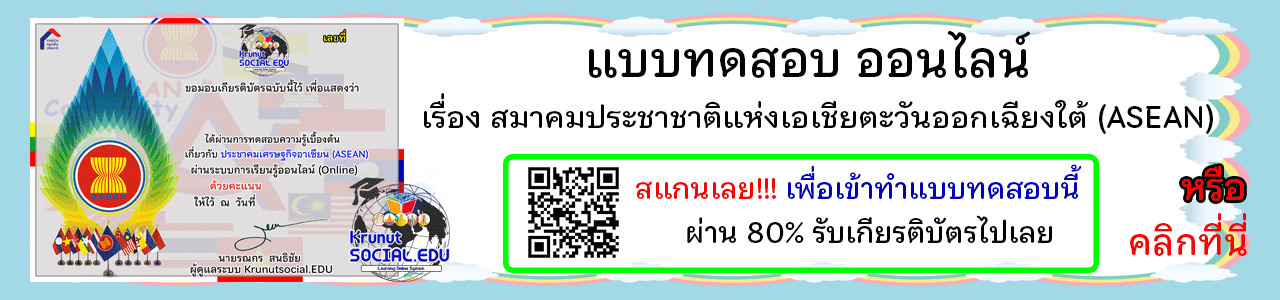 เลขที่
Krunut
SOCIAL.EDU
Learning Online System
ขอมอบเกียรติบัตรฉบับนี้ไว้ เพื่อแสดงว่า
ได้ผ่านการทดสอบความรู้เบื้องต้น
เกี่ยวกับ ประชาคมเศรษฐกิจอาเซียน (ASEAN)
ผ่านระบบการเรียนรู้ออนไลน์ (Online)
ด้วยคะแนน
ให้ไว้ ณ วันที่
นายรณกร สนธิชัย
ผู้ดูแลระบบ Krunutsocial.EDU
Krunut
SOCIAL.EDU
Learning Online System
แบบทดสอบ ออนไลน์
เรื่อง สมาคมประชาชาติแห่งเอเชียตะวันออกเฉียงใต้ (ASEAN)
สแกนเลย!!! เพื่อเข้าทำแบบทดสอบนี้
ผ่าน 80% รับเกียรติบัตรไปเลย
หรือ
คลิกที่นี่